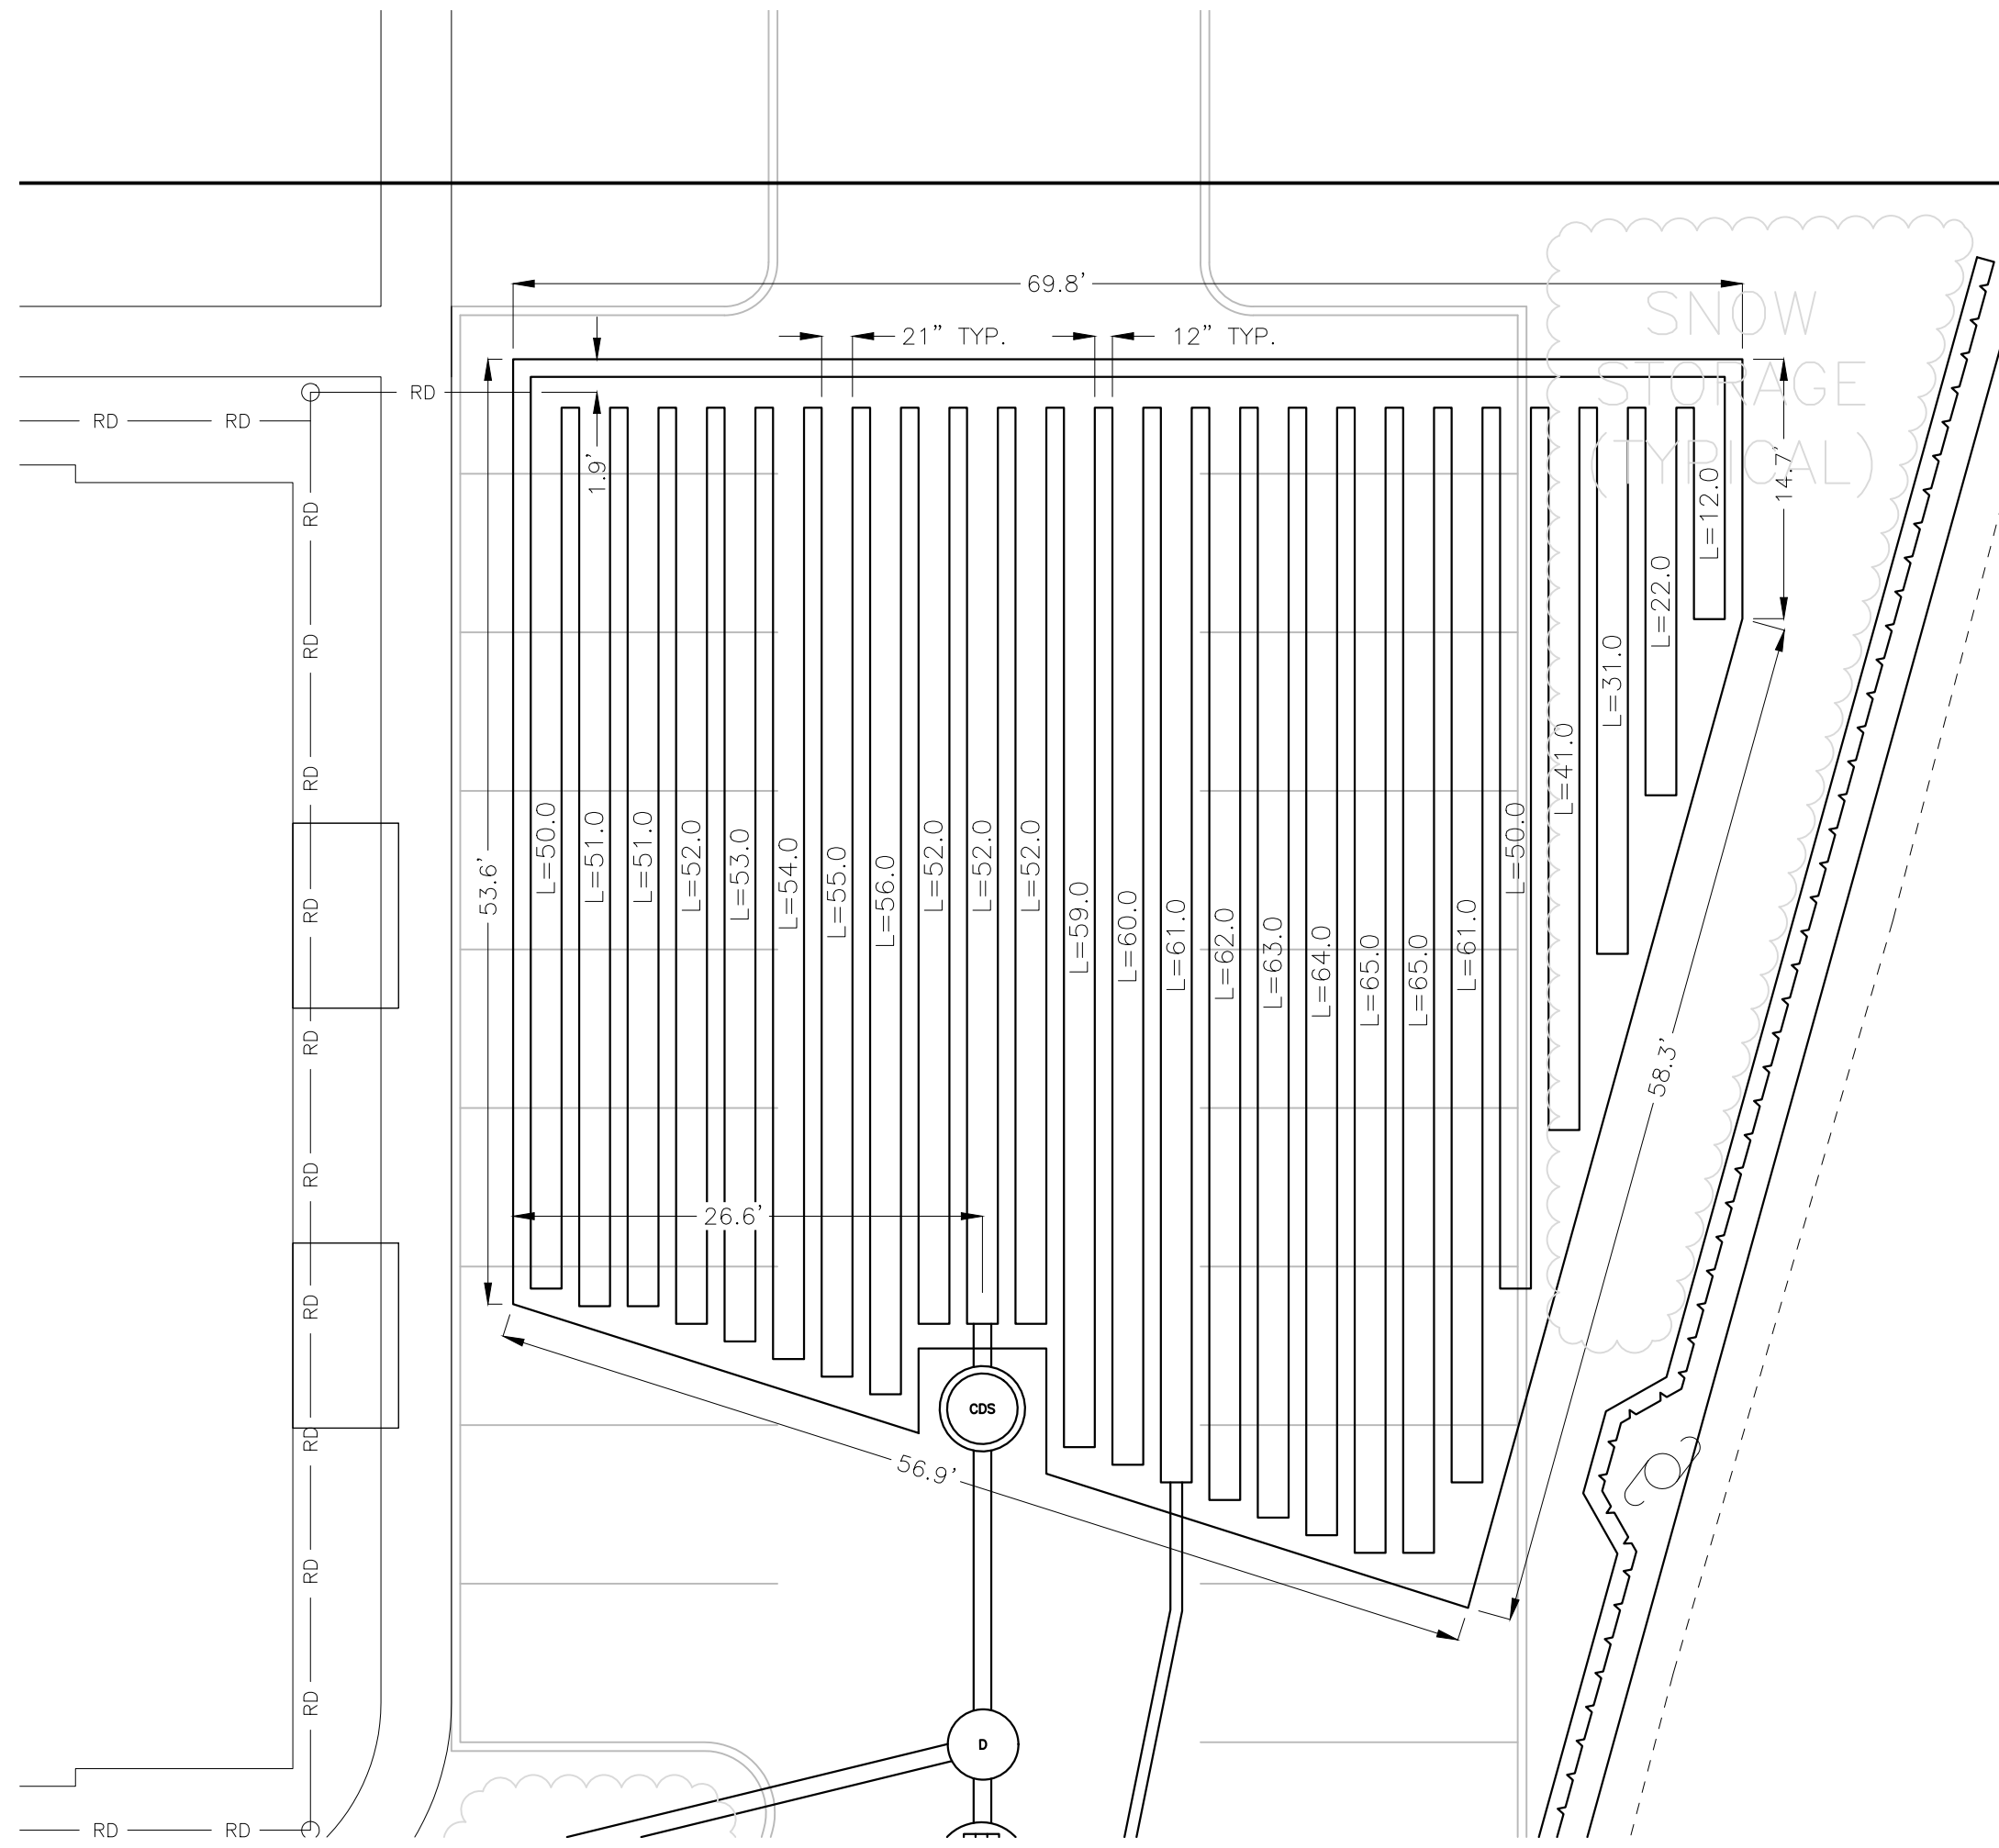 69.8'
21" TYP.
12" TYP.
SNOW
STORAGE
(TYPICAL)
RD
RD
RD
1.9'
14.7'
53.6'
L=50.0
L=51.0
L=51.0
L=52.0
L=53.0
L=54.0
L=55.0
L=56.0
L=52.0
L=52.0
L=52.0
L=59.0
L=60.0
L=61.0
L=62.0
L=63.0
L=64.0
L=65.0
L=65.0
L=61.0
L=50.0
L=41.0
L=31.0
L=22.0
L=12.0
RD
RD
RD
RD
RD
RD
RD
RD
RD
RD
26.6'
58.3'
CDS
56.9'
D
RD
RD